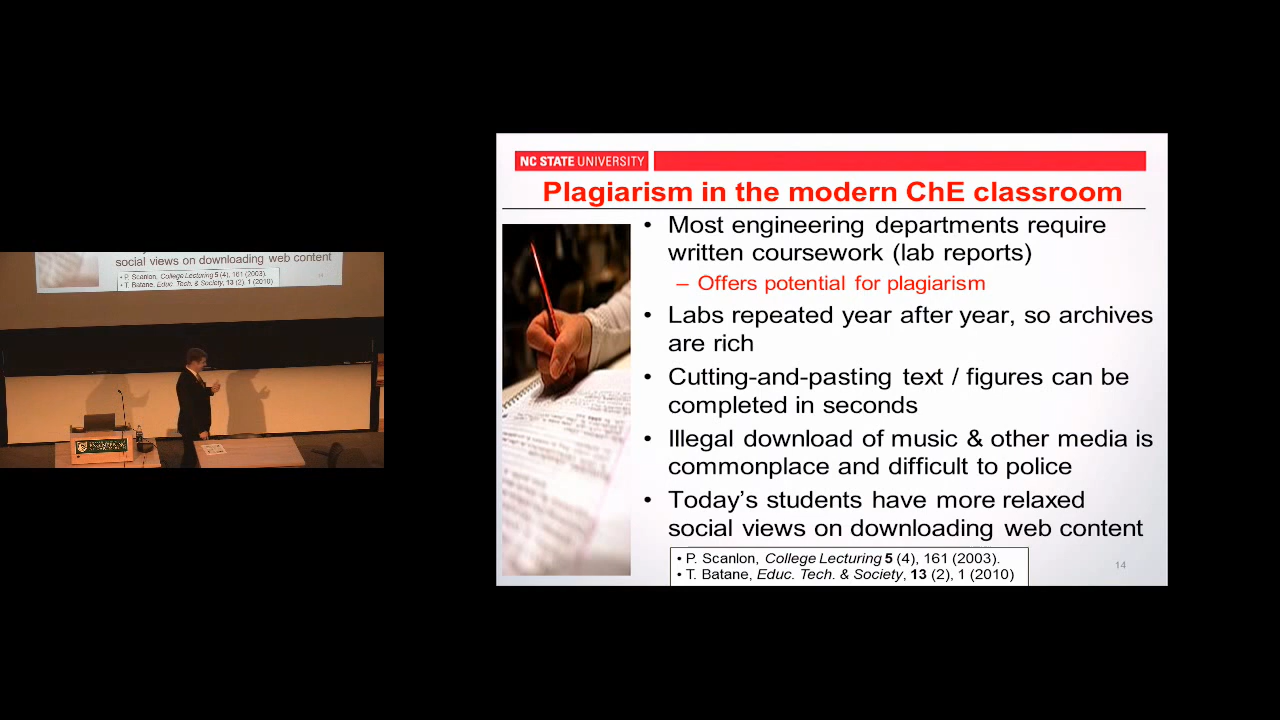 NC STATE UNIVERSITY
Plagiarism in the modern ChE classroom
• Most engineering departments require
written coursework (lab reports)
– Offers potential for plagiarism
• Labs repeated year after year, so archives
are rich
• Cutting-and-pasting text / figures can be
completed in seconds
• Illegal download of music & other media is
commonplace and difficult to police
• Today's students have more relaxed
social views on downloading web content
• P. Scanlon, College Lecturing 5 (4), 161 (2003).
• T. Batane, Educ. Tech. & Society, 13 (2), 1 (2010)
14
social views on downloading web content
• P. Scanlon, College Lecturing 5 (4), 161 (2003).
• T. Batane, Educ. Tech. & Society, 13 (2), 1 (2010)